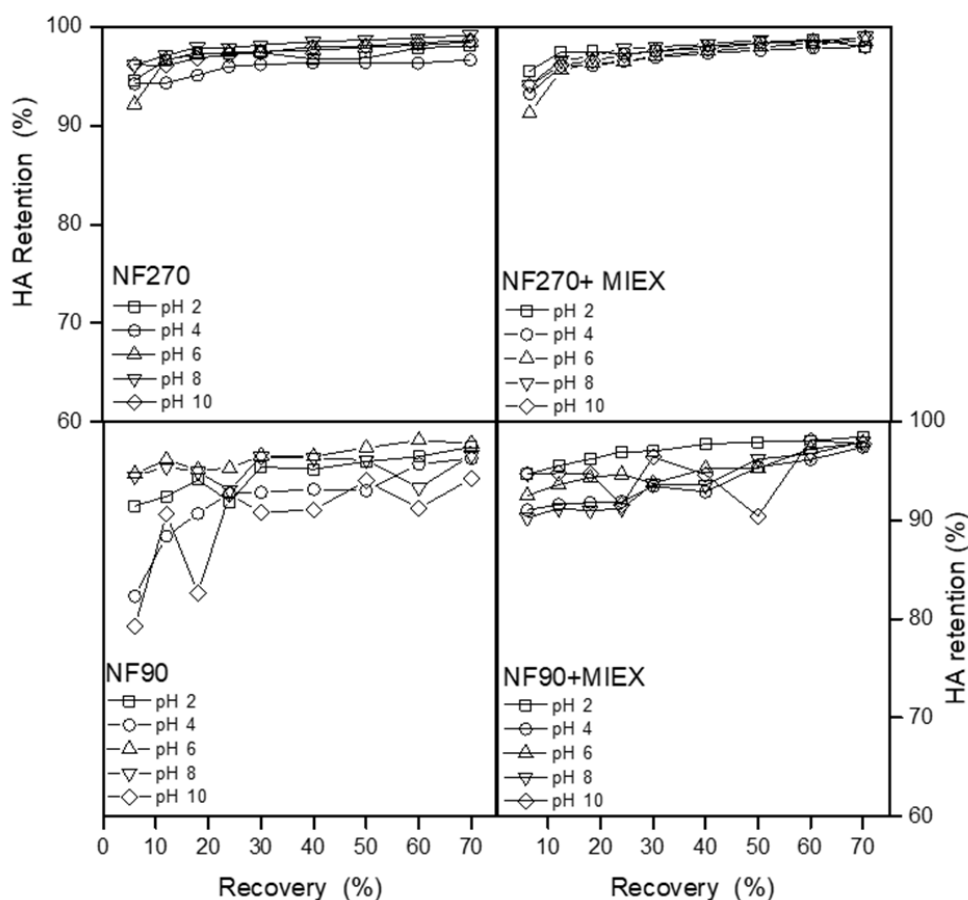 100
90
80
70
60
HA Retention (%)
NF270
pH 2
pH 4
pH 6
pH 8
pH 10
NF270+ MIEX
pH 2
pH 4
pH 6
pH 8
pH 10
NF90
pH 2
pH 4
pH 6
pH 8
pH 10
NF90+MIEX
pH 2
pH 4
pH 6
pH 8
pH 10
100
90
80
70
60
HA retention (%)
0 10 20 30 40 50 60 70
10 20 30 40 50 60 70
Recovery (%)
Recovery (%)